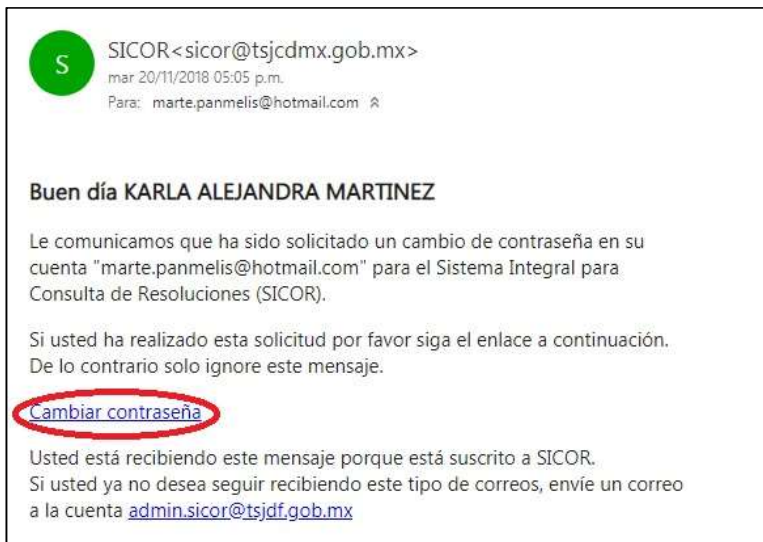 S
SICOR<sicor@tsjcdmx.gob.mx>
mar 20/11/2018 05:05 p.m.
Para: marte.panmelis@hotmail.com
Buen día KARLA ALEJANDRA MARTINEZ
Le comunicamos que ha sido solicitado un cambio de contraseña en su
cuenta "marte.panmelis@hotmail.com" para el Sistema Integral para
Consulta de Resoluciones (SICOR).
Si usted ha realizado esta solicitud por favor siga el enlace a continuación.
De lo contrario solo ignore este mensaje.
Cambiar contraseña
Usted está recibiendo este mensaje porque está suscrito a SICOR.
Si usted ya no desea seguir recibiendo este tipo de correos, envíe un correo
a la cuenta admin.sicor@tsjdf.gob.mx